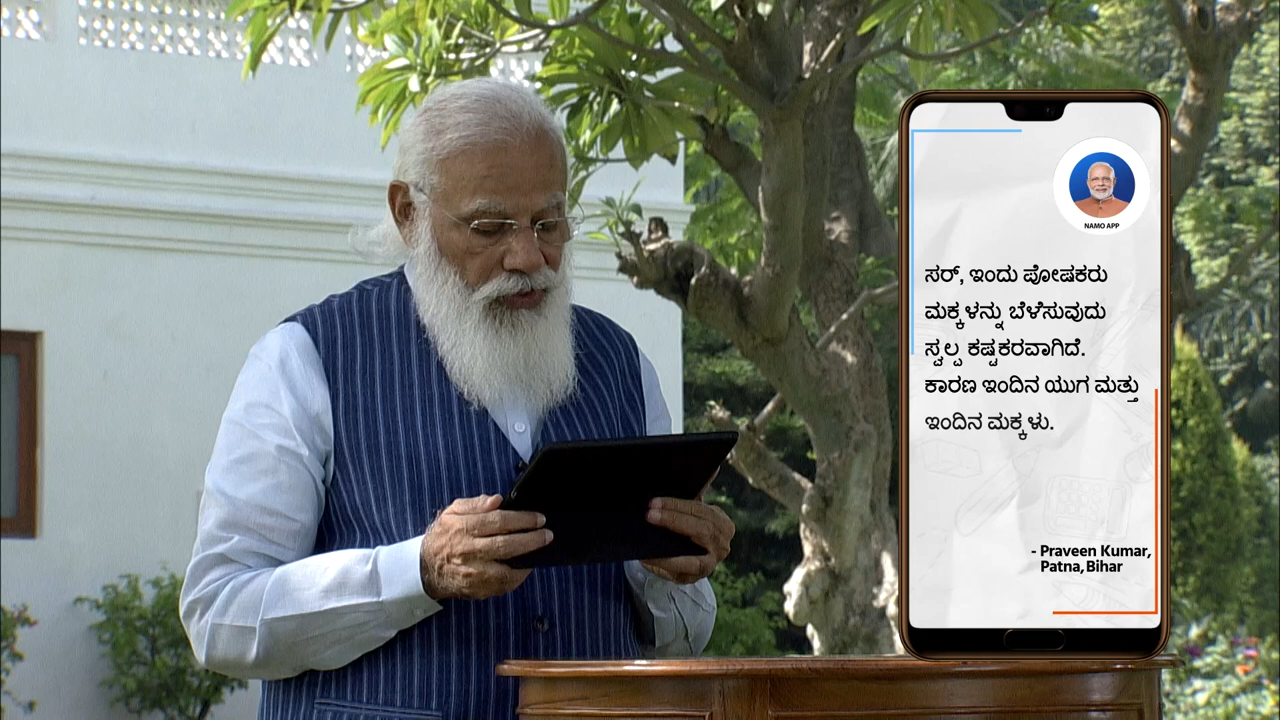 NAMO APP
ಸರ್, ಇಂದು ಪೋಷಕರು
ಮಕ್ಕಳನ್ನು ಬೆಳೆಸುವುದು
ಸ್ವಲ್ಪ ಕಷ್ಟಕರವಾಗಿದೆ.
ಕಾರಣ ಇಂದಿನ ಯುಗ ಮತ್ತು
ಇಂದಿನ ಮಕ್ಕಳು.
- Praveen Kumar,
Patna, Bihar